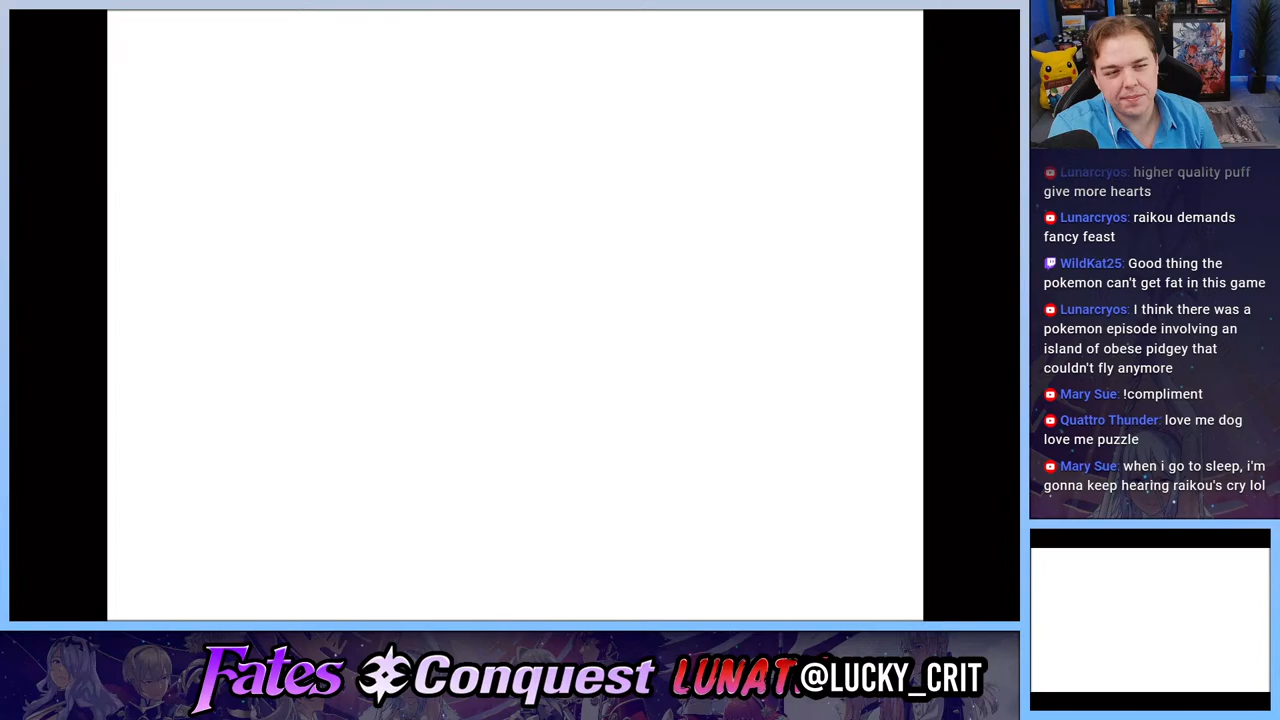 Lunarcryos: higher quality puff
give more hearts
Lunarcryos: raikou demands
fancy feast
WildKat25: Good thing the
pokemon can't get fat in this game
Lunarcryos: I think there was a
pokemon episode involving an
island of obese pidgey that
couldn't fly anymore
Mary Sue: !compliment
Quattro Thunder: love me dog
love me puzzle
Mary Sue: when i go to sleep, i'm
gonna keep hearing raikou's cry lol
Fates Conquest LUNAT @LUCKY_CRIT